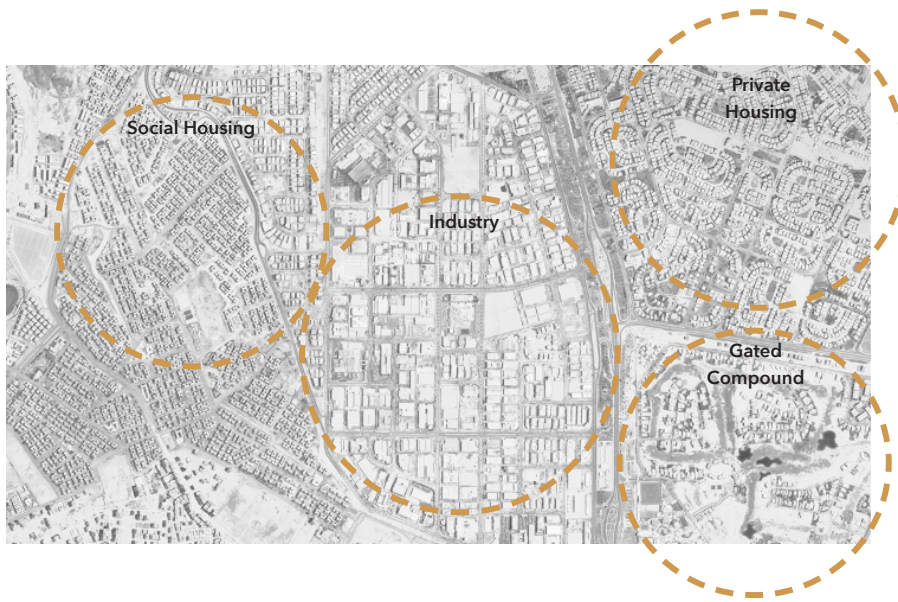 Private
Housing
Social Housing
Industry
Gated
Compound